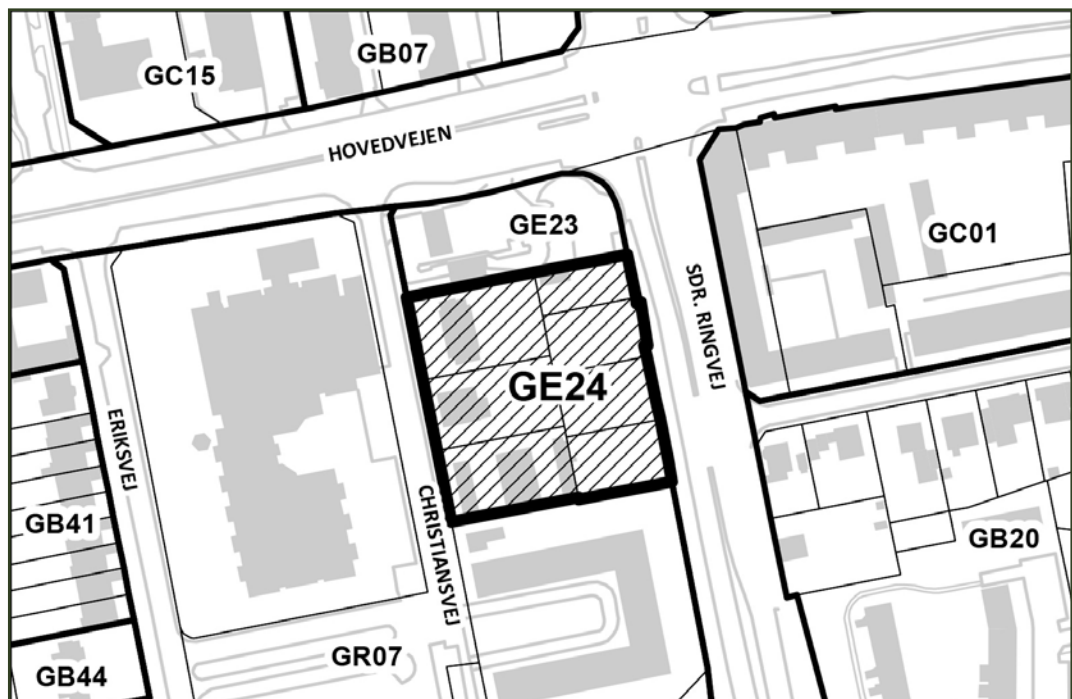 GB07
GC15
HOVEDVEJEN
GE23
GC01
SDR. RINGVEJ
GE24
ERIKSVEJ
CHRISTIANSVEJ
GB41
GB20
GR07
GB44